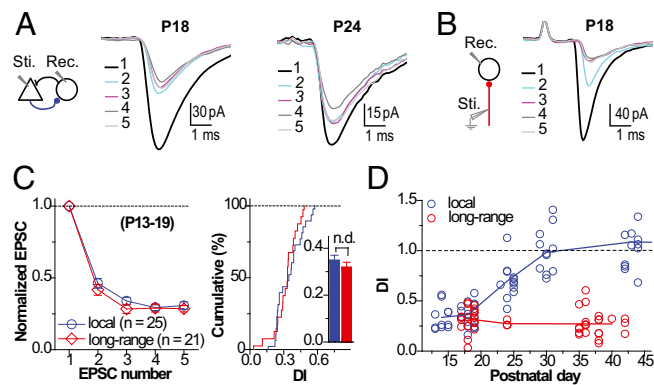 A
P18
P24
B
P18
Sti. Rec.
1
2
3
4
5
30 pA
1 ms
1
2
3
4
5
15 pA
1 ms
Rec.
Sti.
1
2
3
4
5
40 pA
1 ms
C
Normalized EPSC
1.0
0.5
0.0
(P13-19)
local (n = 25)
long-range (n = 21)
1 2 3 4 5
EPSC number
Cumulative (%)
100
50
0
0.0 0.3 0.6
DI
n.d.
0.4
0.2
0.0
D
local
long-range
DI
1.5
1.0
0.5
0.0
15 20 25 30 35 40 45
Postnatal day